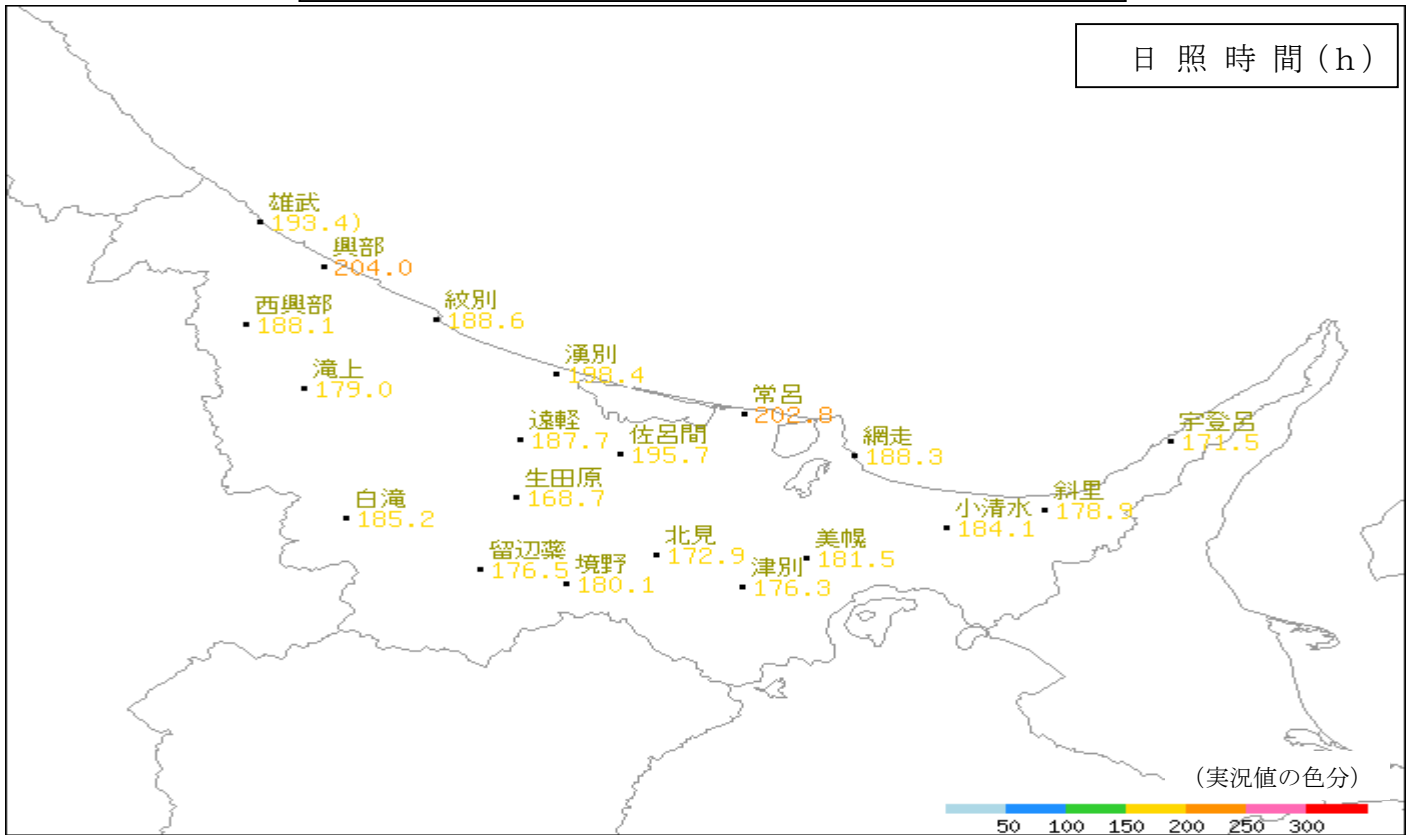 日照時間(h)
雄武
193.4)
興部
204.0
西興部
188.1
紋別
188.6
滝上
179.0
湧別
198.4
常呂
202.8
遠軽
187.7
佐呂間
195.7
網走
188.3
宇登呂
171.5
生田原
168.7
白滝
185.2
小清水
184.1
斜里
178.9
留辺蘂
176.5
境野
180.1
北見
172.9
津別
176.3
美幌
181.5
(実況値の色分)
50 100 150 200 250 300